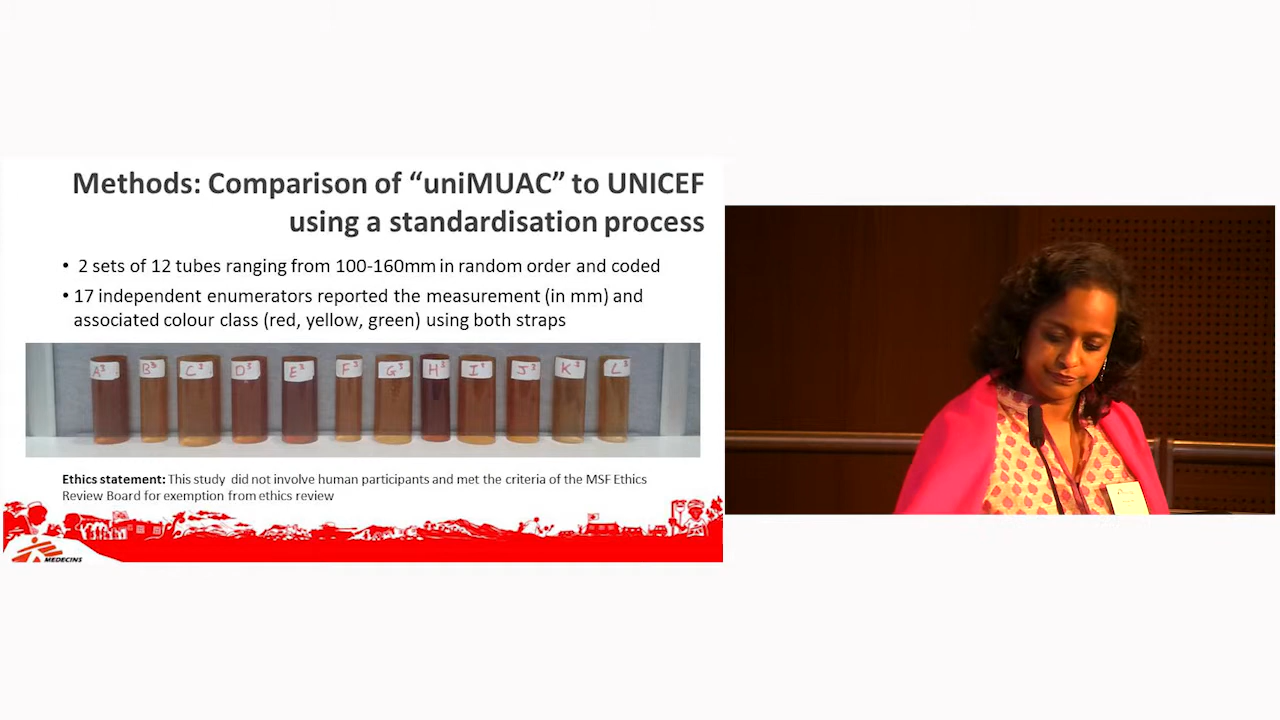 Methods: Comparison of “uniMUAC” to UNICEF
using a standardisation process
• 2 sets of 12 tubes ranging from 100-160mm in random order and coded
• 17 independent enumerators reported the measurement (in mm) and
associated colour class (red, yellow, green) using both straps
A³ B³ C³ D³ E³ F³ G³ H³ J³ K³ L³
Ethics statement: This study did not involve human participants and met the criteria of the MSF Ethics
Review Board for exemption from ethics review
MEDECINS